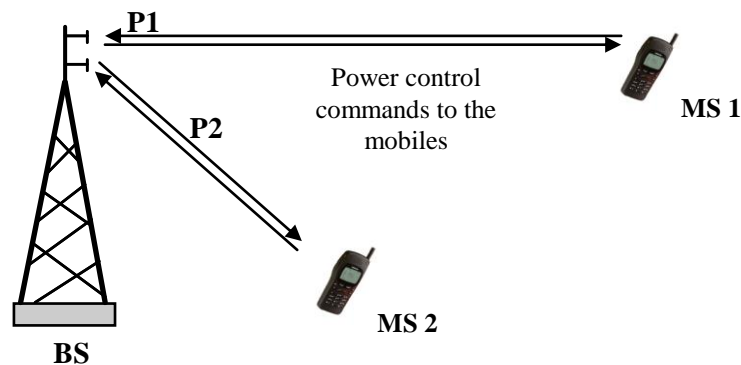 P1
Power control
commands to the
mobiles
MS 1
P2
MS 2
BS